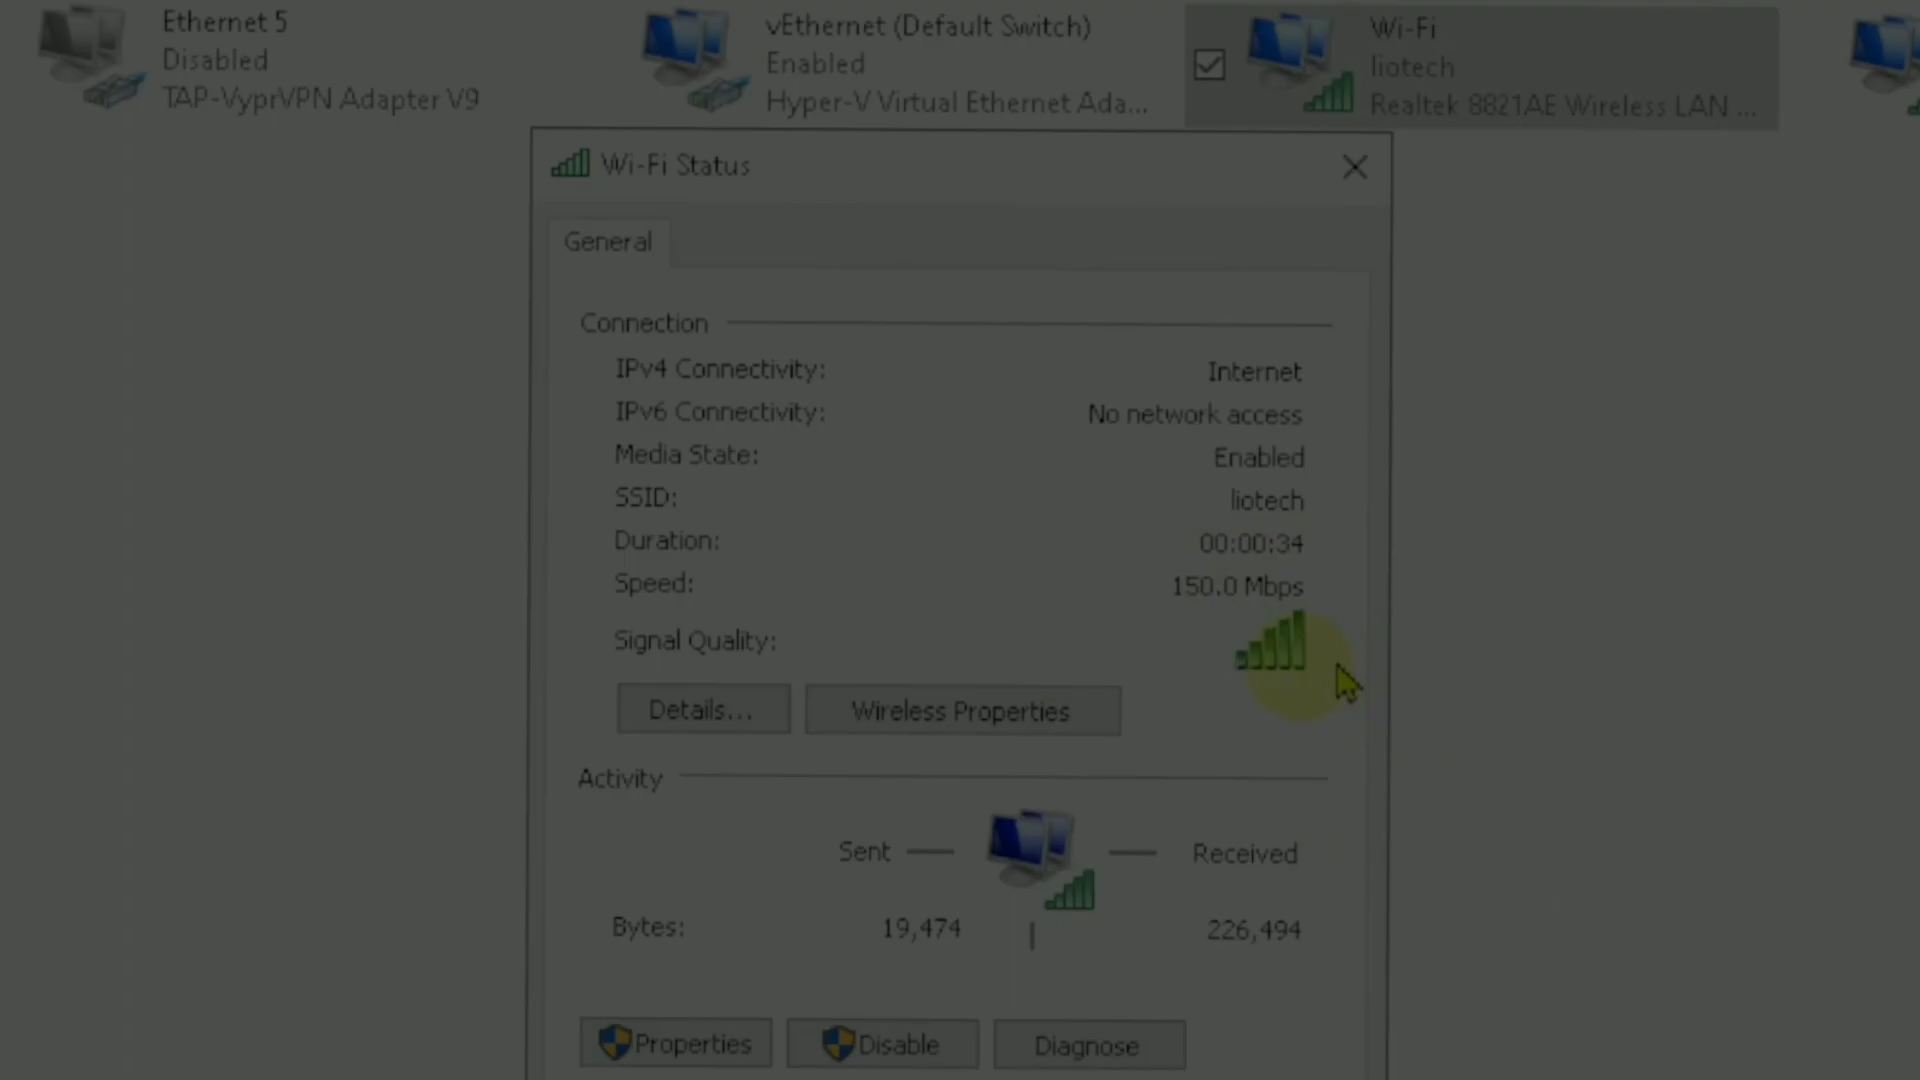 Ethernet 5
Disabled
TAP-VyprVPN Adapter V9
vEthernet (Default Switch)
Enabled
Hyper-V Virtual Ethernet Ada...
Wi-Fi
liotech
Realtek 8821AE Wireless LAN ...
Wi-Fi Status
General
Connection
IPv4 Connectivity: Internet
IPv6 Connectivity: No network access
Media State: Enabled
SSID: liotech
Duration: 00:00:34
Speed: 150.0 Mbps
Signal Quality:
Details... Wireless Properties
Activity
Sent Received
Bytes: 19,474 226,494
Properties Disable Diagnose